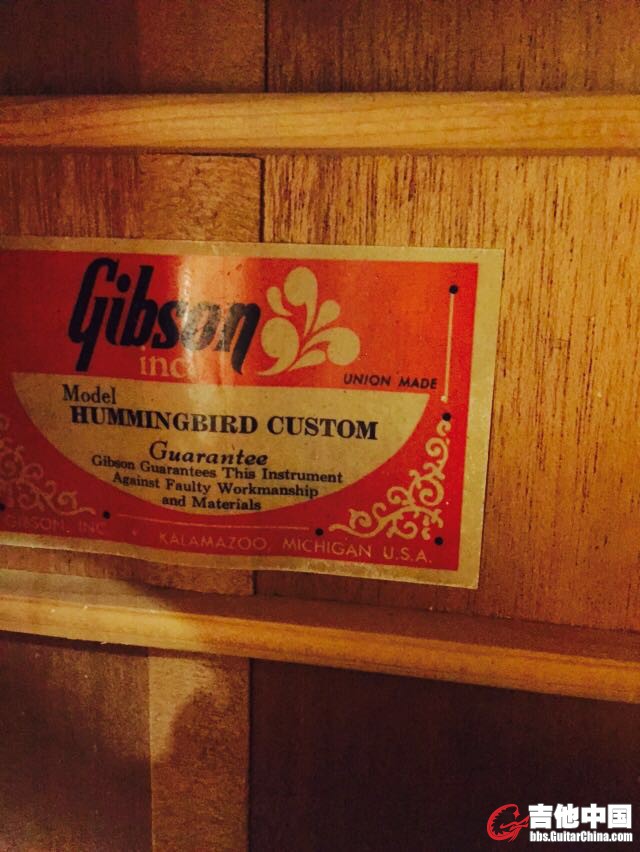 Gibson
inc.
UNION MADE
Model
HUMMINGBIRD CUSTOM
Guarantee
Gibson Guarantees This Instrument
Against Faulty Workmanship
and Materials
GIBSON, INC.
KALAMAZOO, MICHIGAN U.S.A.
吉他中国
bbs.GuitarChina.com